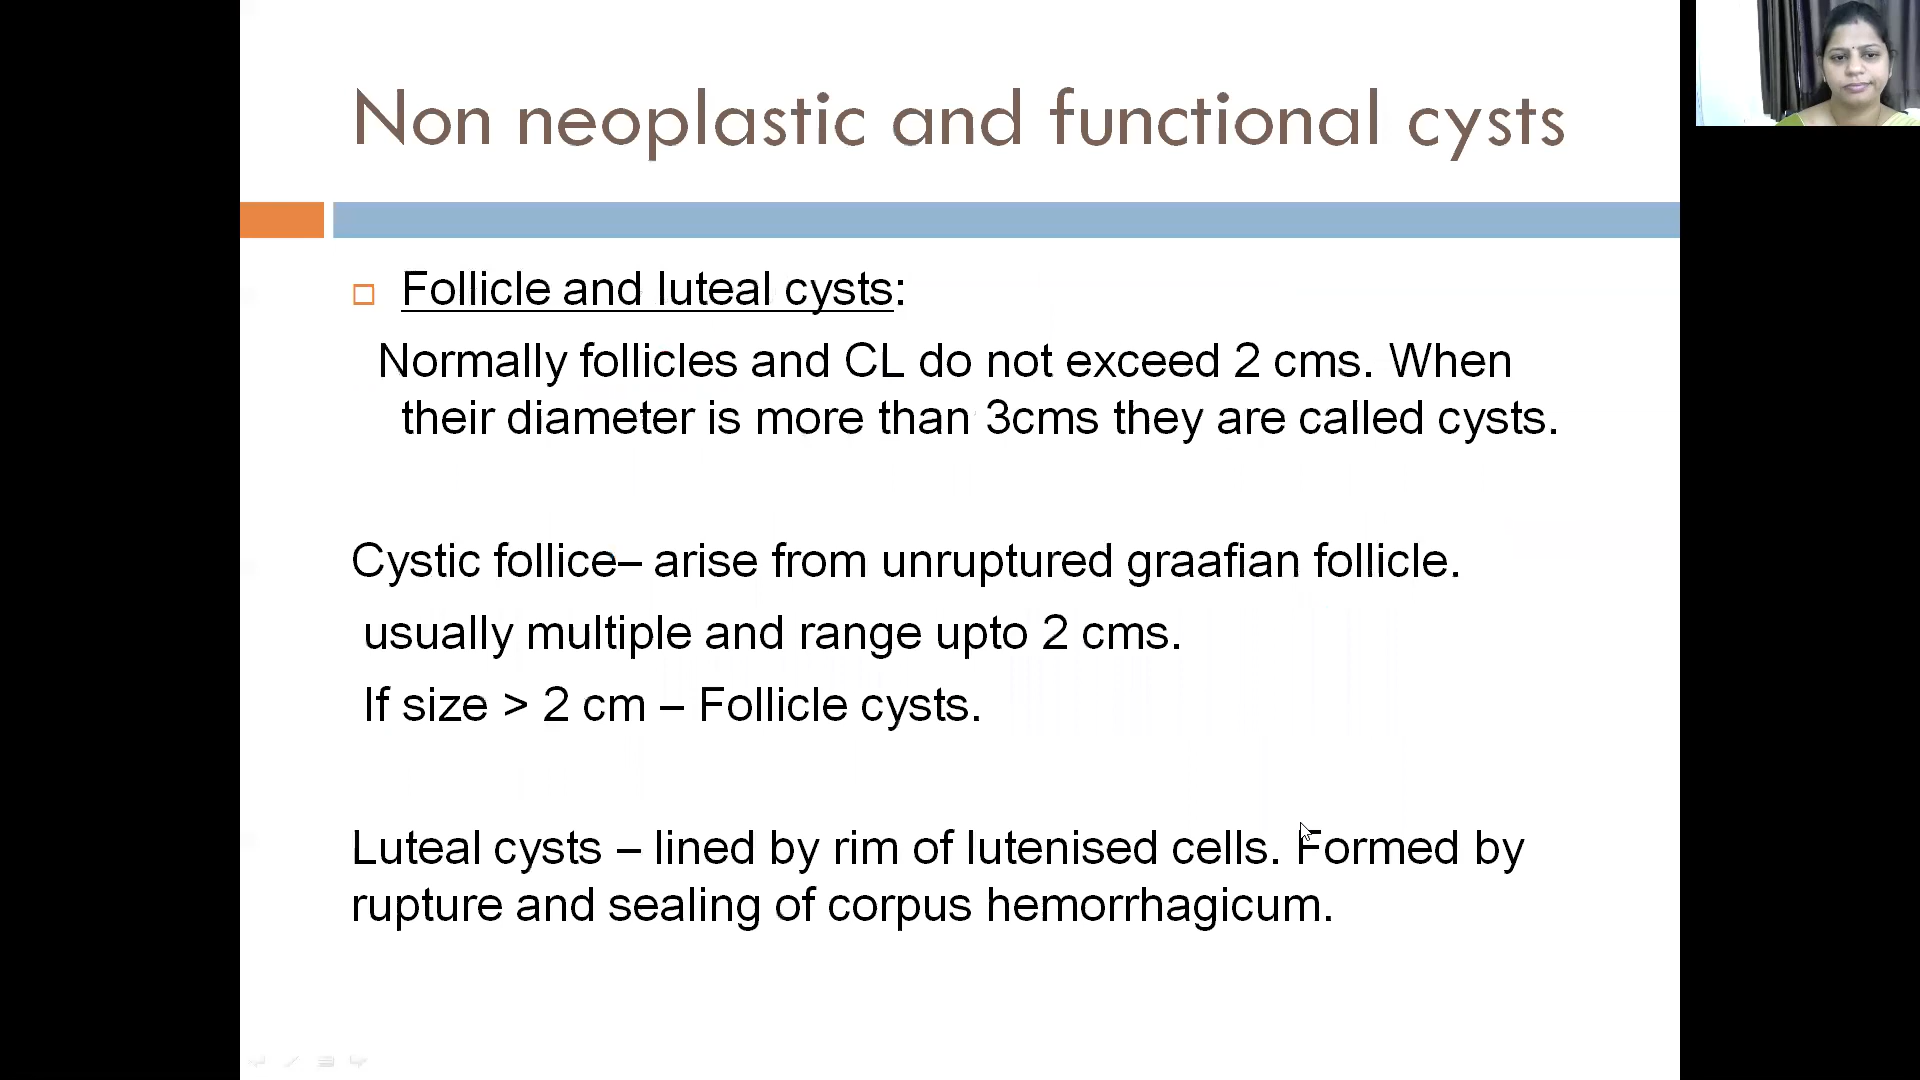 Non neoplastic and functional cysts
Follicle and luteal cysts:
Normally follicles and CL do not exceed 2 cms. When
their diameter is more than 3cms they are called cysts.
Cystic follice– arise from unruptured graafian follicle.
usually multiple and range upto 2 cms.
If size > 2 cm – Follicle cysts.
Luteal cysts – lined by rim of lutenised cells. Formed by
rupture and sealing of corpus hemorrhagicum.